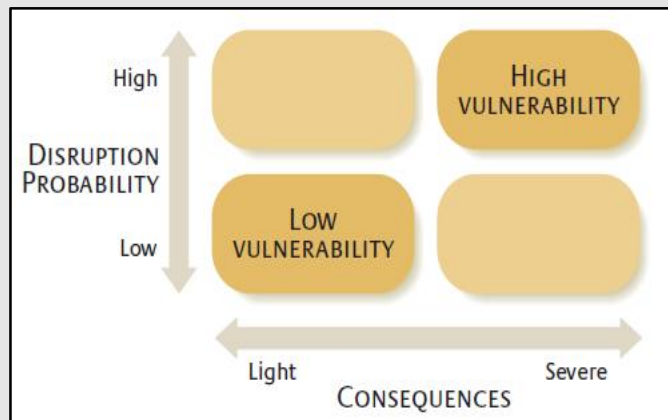 High
DISRUPTION
PROBABILITY
Low
HIGH
VULNERABILITY
LOW
VULNERABILITY
Light
Severe
CONSEQUENCES